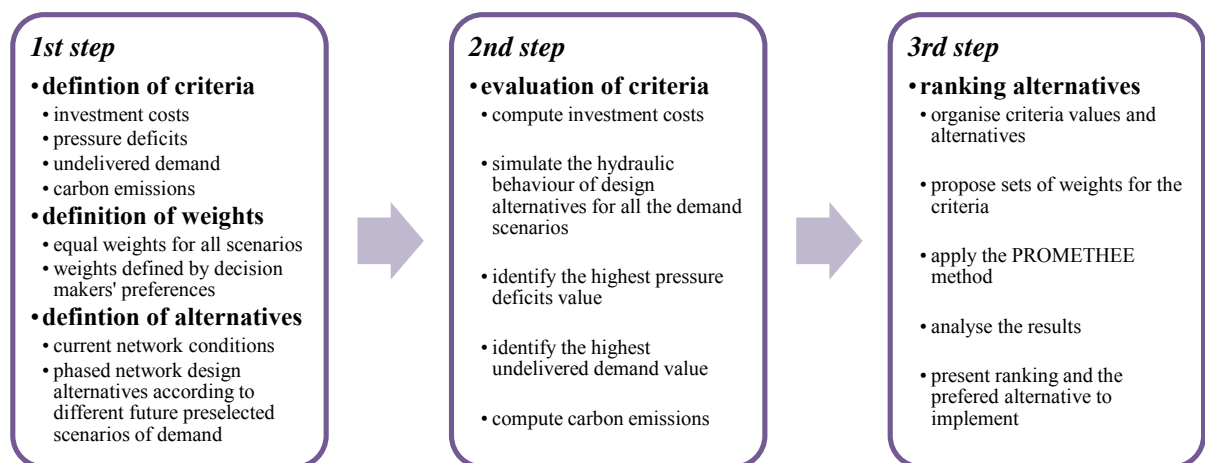 1st step
•defintion of criteria
• investment costs
• pressure deficits
• undelivered demand
• carbon emissions
•definition of weights
• equal weights for all scenarios
• weights defined by decision
makers' preferences
•defintion of alternatives
• current network conditions
• phased network design
alternatives according to
different future preselected
scenarios of demand
2nd step
•evaluation of criteria
• compute investment costs
• simulate the hydraulic
behaviour of design
alternatives for all the demand
scenarios
• identify the highest pressure
deficits value
• identify the highest
undelivered demand value
• compute carbon emissions
3rd step
•ranking alternatives
• organise criteria values and
alternatives
• propose sets of weights for the
criteria
• apply the PROMETHEE
method
• analyse the results
• present ranking and the
prefered alternative to
implement